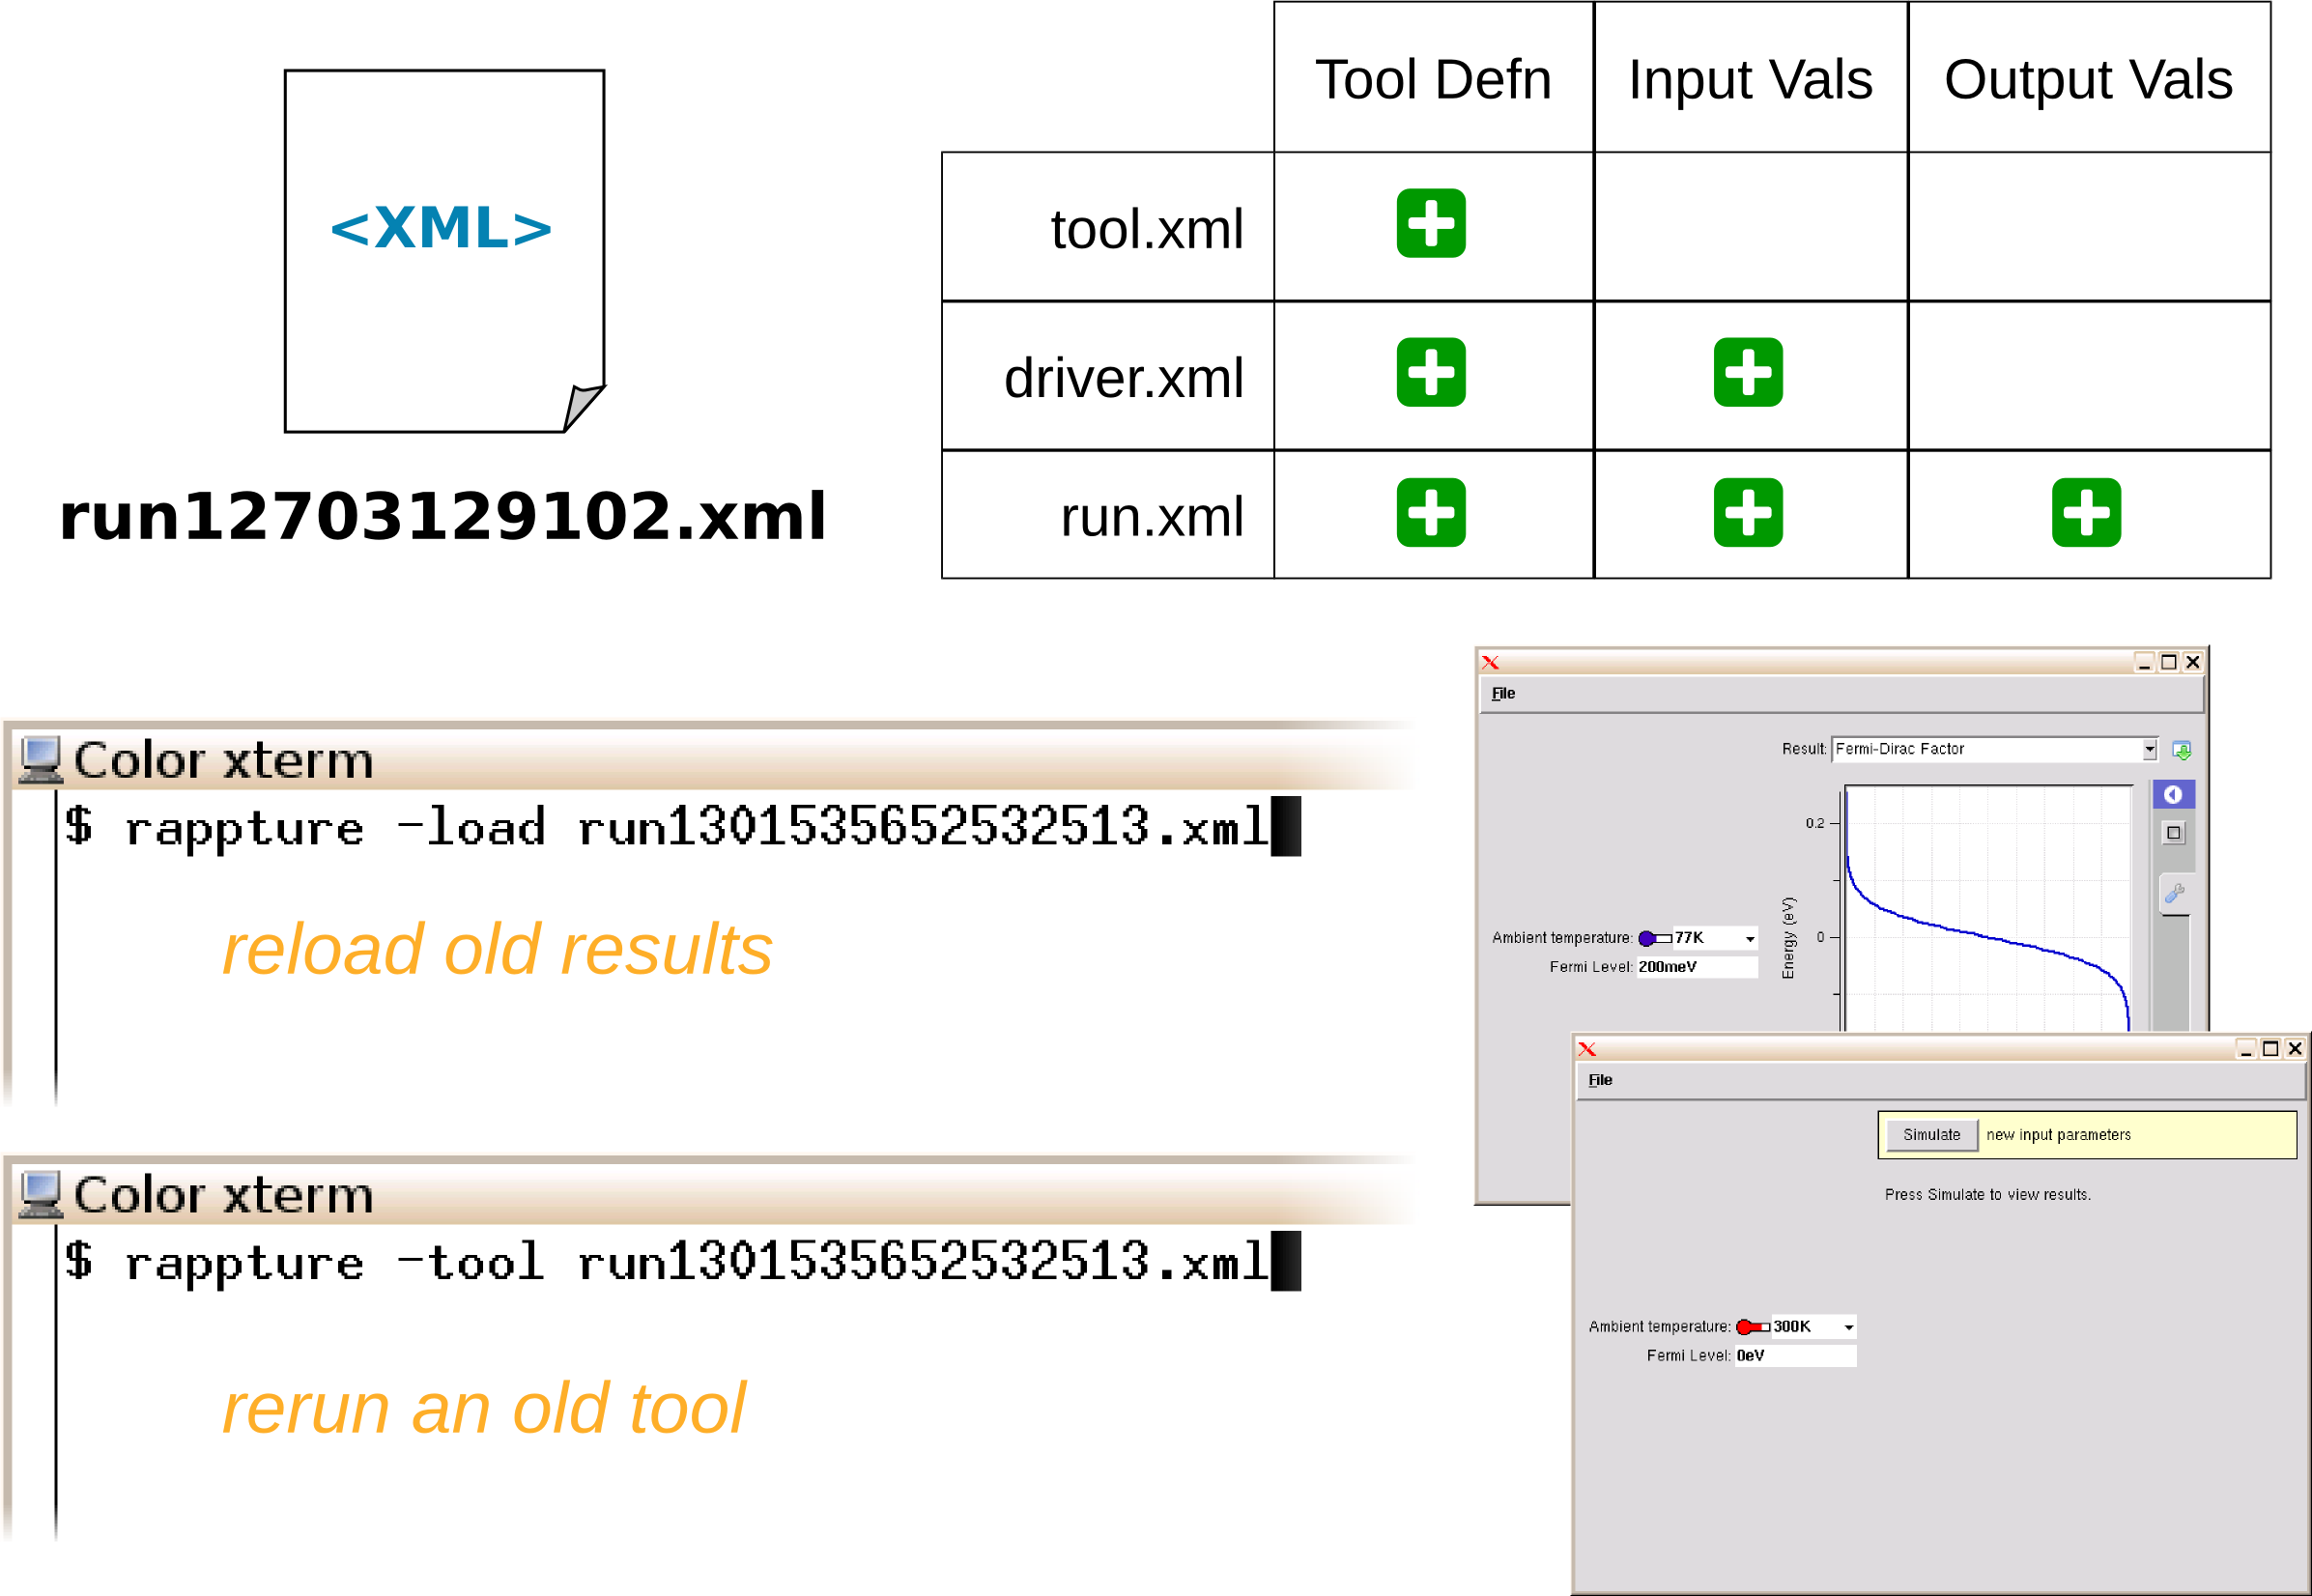 <XML>
run12703129102.xml
Tool Defn Input Vals Output Vals
tool.xml
driver.xml
run.xml
Color xterm
$ rappture -load run1301535652532513.xml
reload old results
Color xterm
$ rappture -tool run1301535652532513.xml
rerun an old tool
File
Result: Fermi-Dirac Factor
0.2
Energy (eV)
0
Ambient temperature: 77K
Fermi Level: 200meV
File
Simulate new input parameters
Press Simulate to view results.
Ambient temperature: 300K
Fermi Level: 0eV